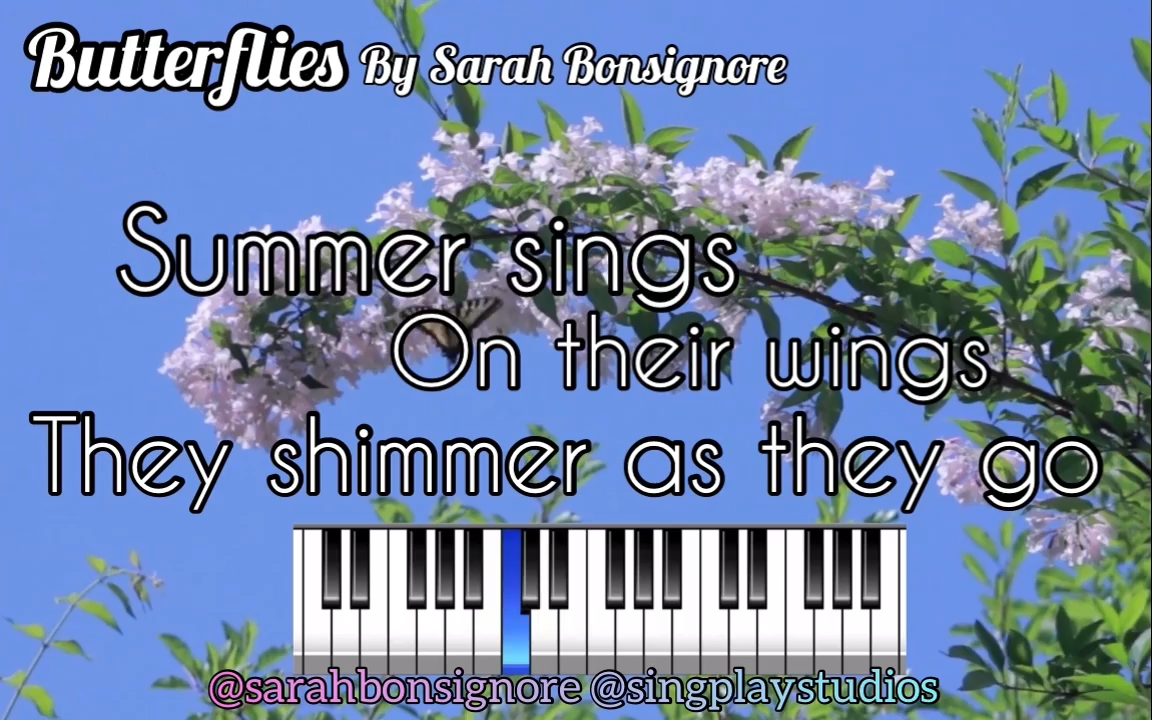 Butterflies By Sarah Bonsignore
Summer sings
On their wings
They shimmer as they go
@sarahbonsignore @singplaystudios